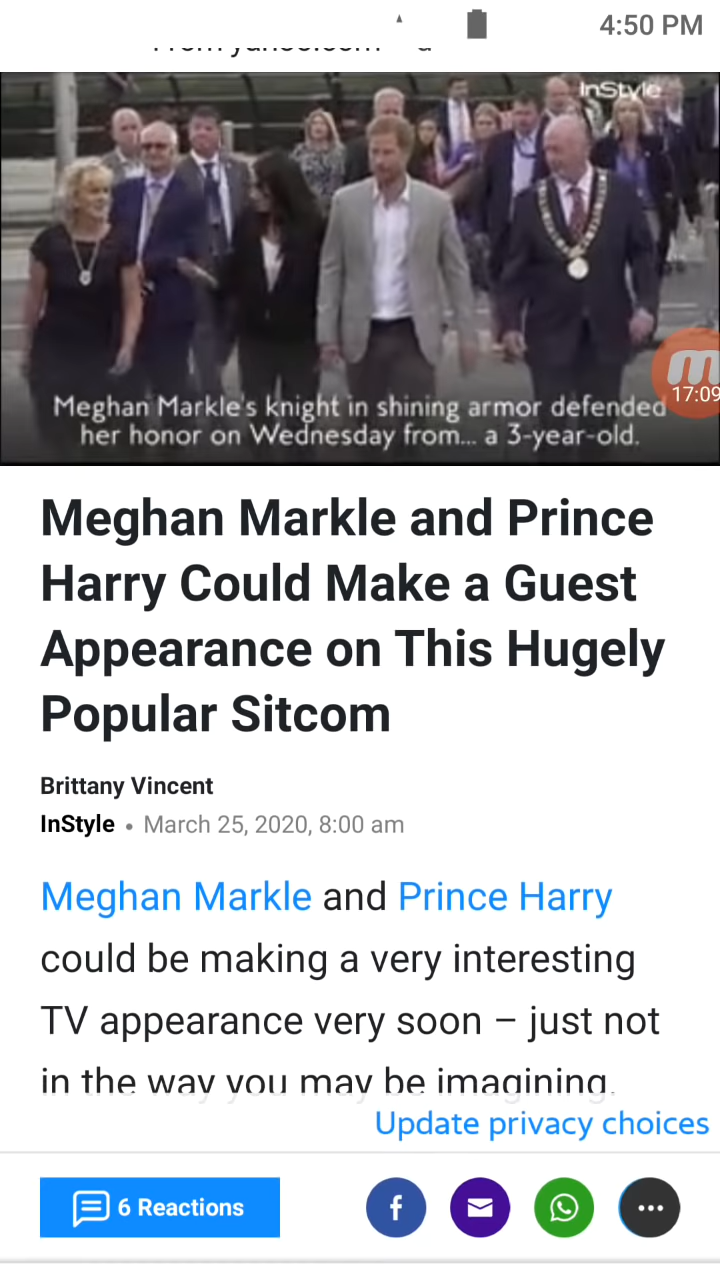 4:50 PM
InStyle
Meghan Markle's knight in shining armor defended
her honor on Wednesday from... a 3-year-old.
17:09
Meghan Markle and Prince
Harry Could Make a Guest
Appearance on This Hugely
Popular Sitcom
Brittany Vincent
InStyle • March 25, 2020, 8:00 am
Meghan Markle and Prince Harry
could be making a very interesting
TV appearance very soon – just not
in the way you may be imagining.
Update privacy choices
6 Reactions
f